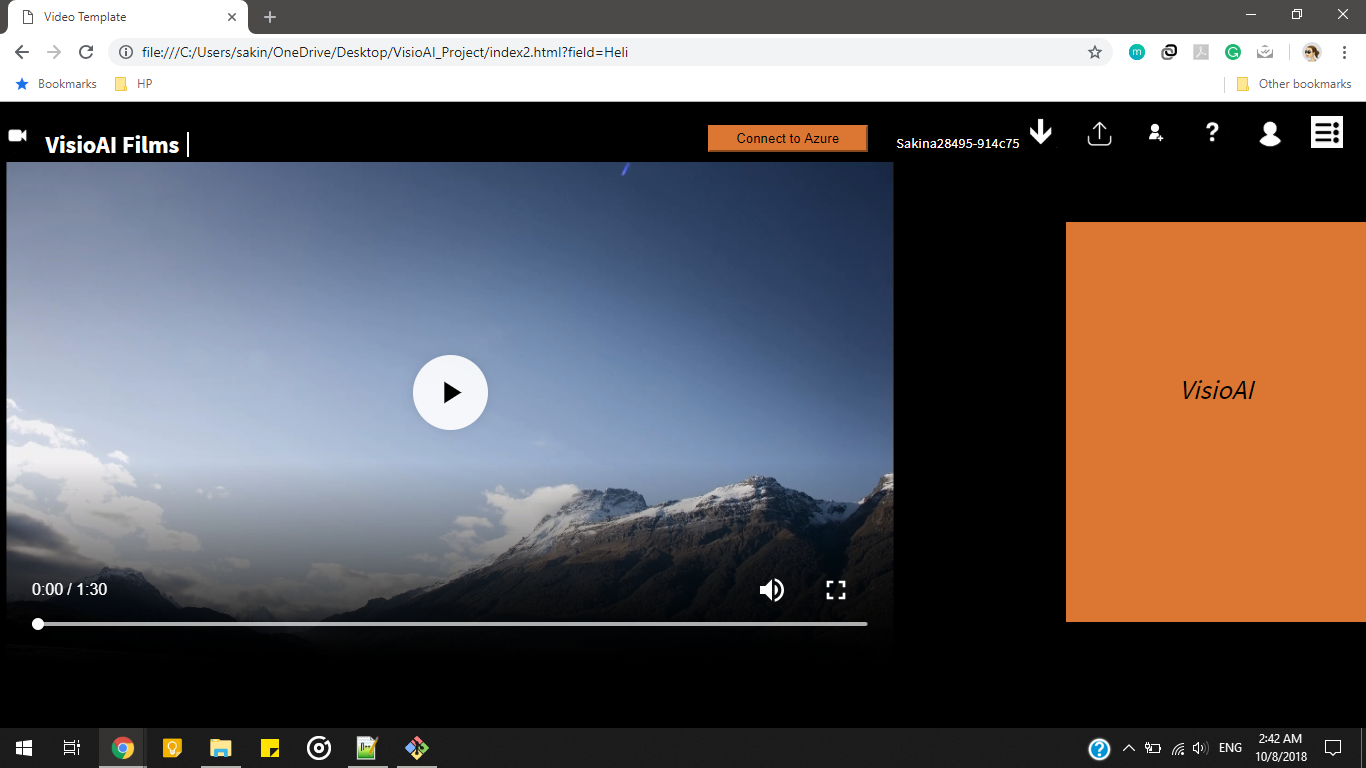 Video Template
file:///C:/Users/sakin/OneDrive/Desktop/VisioAI_Project/index2.html?field=Heli
Bookmarks HP Other bookmarks
VisioAI Films |
Connect to Azure
Sakina28495-914c75
?
VisioAI
0:00 / 1:30
ENG
2:42 AM
10/8/2018